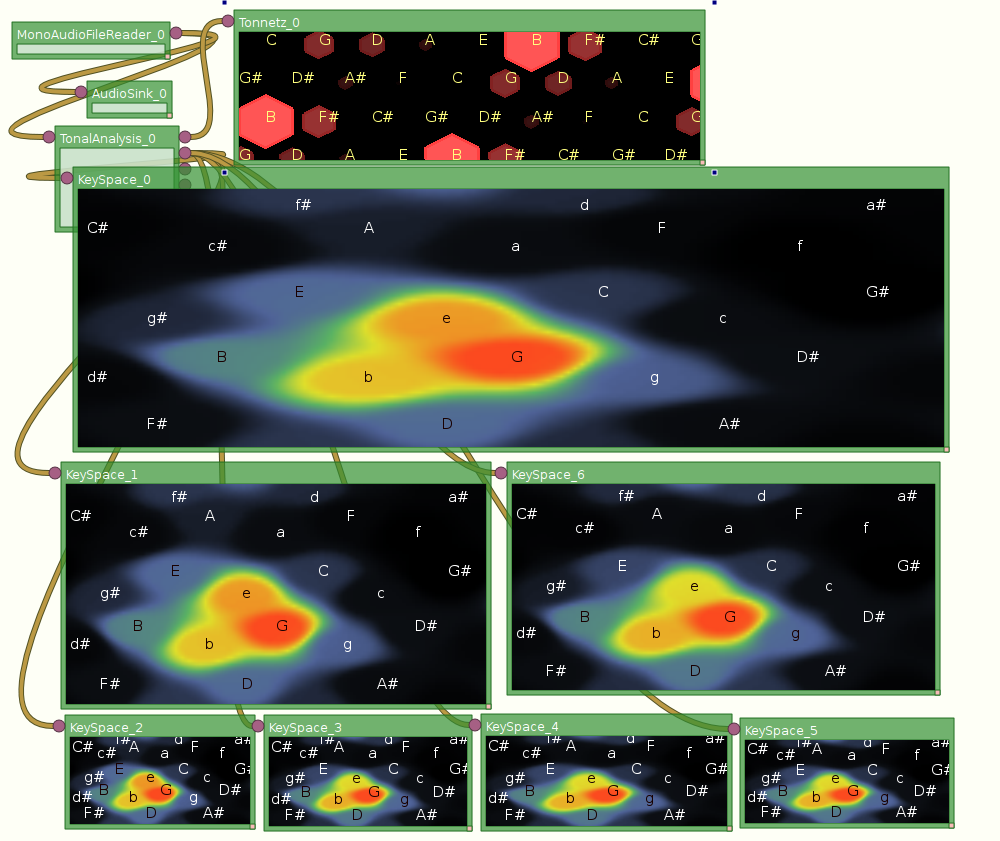 MonoAudioFileReader_0
AudioSink_0
TonalAnalysis_0
Tonnetz_0
C G D A E B F# C# G
G# D# A# F C G D A E
B F# C# G# D# A# F C G
G D A E B F# C# G# D#
KeySpace_0
f# d a#
C# A F
c# a f
E C G#
g# e c
B G D#
d# b g
F# D A#
KeySpace_1
f# d a#
C# A F
c# a f
E C G#
g# e c
B G D#
d# b g
F# D A#
KeySpace_6
f# d a#
C# A F
c# a f
E C G#
g# e c
B G D#
d# b g
F# D A#
KeySpace_2
f# d a#
C# A F
c# a f
E C G
g# e c
B G D#
d# b g
F# D A#
KeySpace_3
f# d a#
C# A F
c# a f
E C G
g# e c
B G D#
d# b g
F# D A#
KeySpace_4
f# d a#
C# A F
c# a f
E C G#
g# e c
B G D#
d# b g
F# D A#
KeySpace_5
f# d a#
C# A F
c# a f
E C G
g# e c
B G D#
d# b g
F# D A#